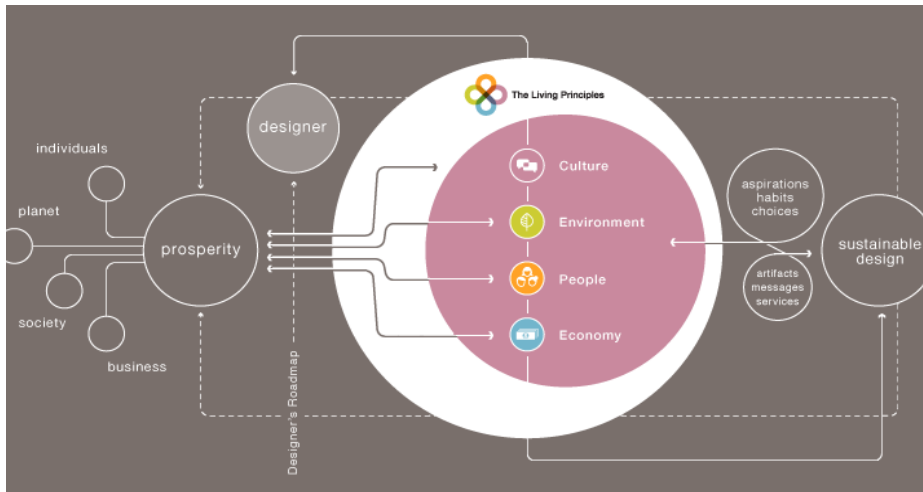 The Living Principles
designer
individuals
planet
prosperity
society
business
Designer's Roadmap
Culture
Environment
People
Economy
aspirations
habits
choices
artifacts
messages
services
sustainable
design